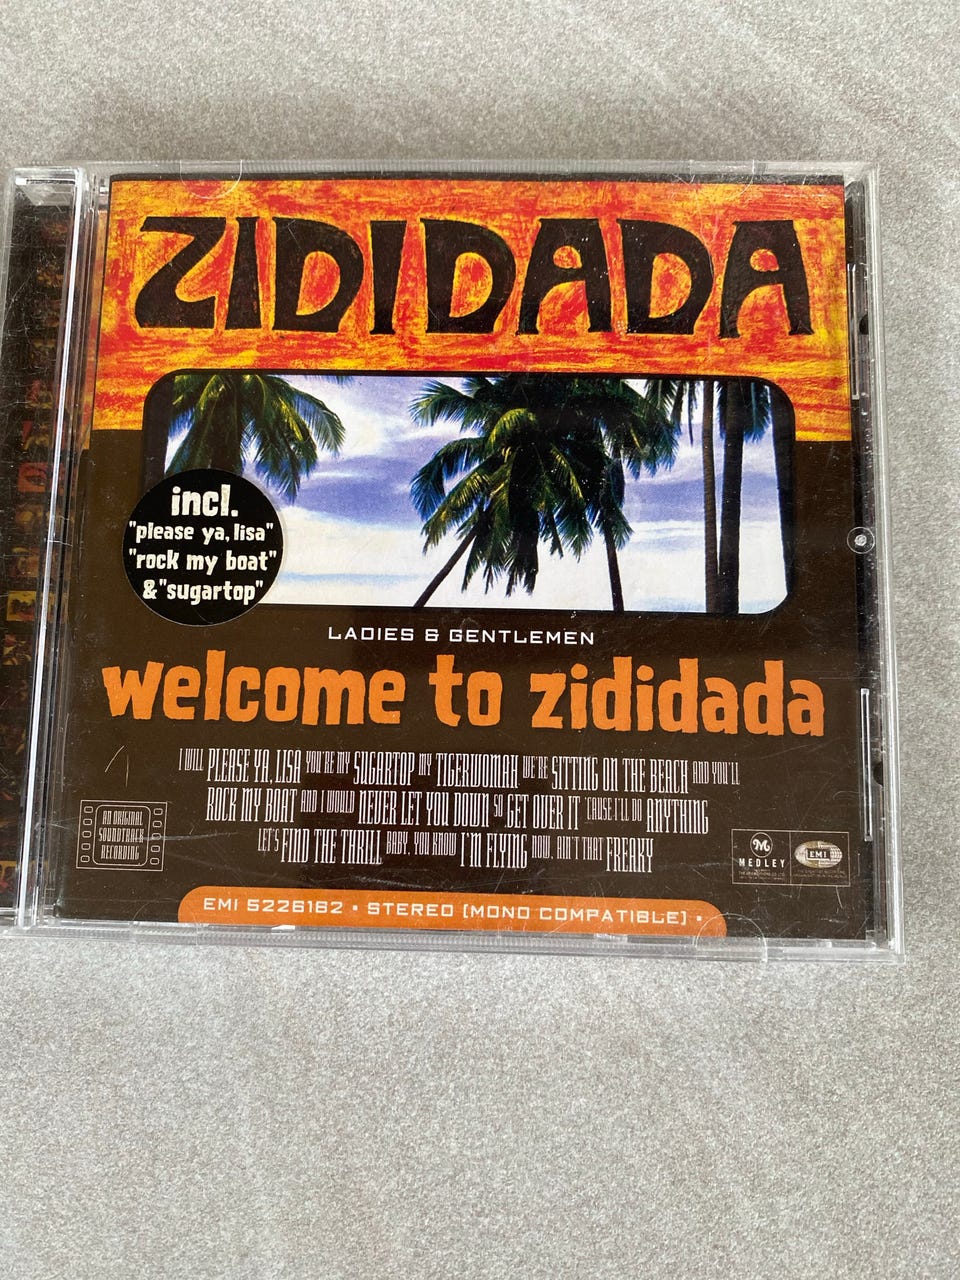 ZIDIDADA
incl.
"please ya, lisa"
"rock my boat"
& "sugartop"
LADIES & GENTLEMEN
welcome to zididada
I WILL PLEASE YA, LISA YOU'RE MY SUGARTOP MY TIGERWOMAN WE'RE SITTING ON THE BEACH AND YOU'LL
ROCK MY BOAT AND I WOULD NEVER LET YOU DOWN SO GET OVER IT 'CAUSE I'LL DO ANYTHING
LET'S FIND THE THRILL BABY. YOU KNOW I'M FLYING NOW. AIN'T THAT FREAKY
AN ORIGINAL
SOUNDTRACK
RECORDING
M
MEDLEY
EMI
EMI 5226162 • STEREO [MONO COMPATIBLE] •